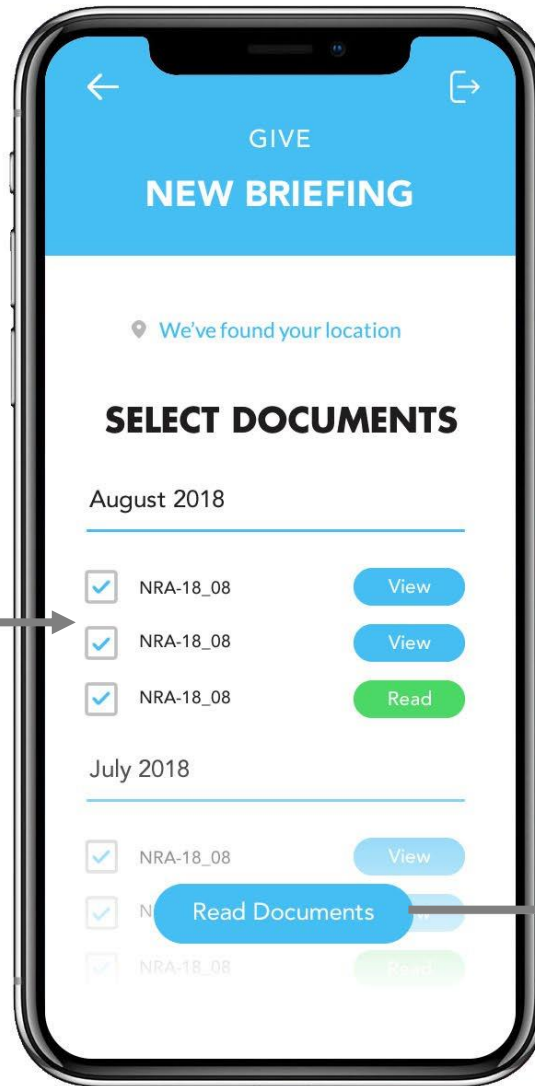 GIVE
NEW BRIEFING
We've found your location
SELECT DOCUMENTS
August 2018
NRA-18_08 View
NRA-18_08 View
NRA-18_08 Read
July 2018
NRA-18_08 View
Read Documents
NRA-18_08 Read